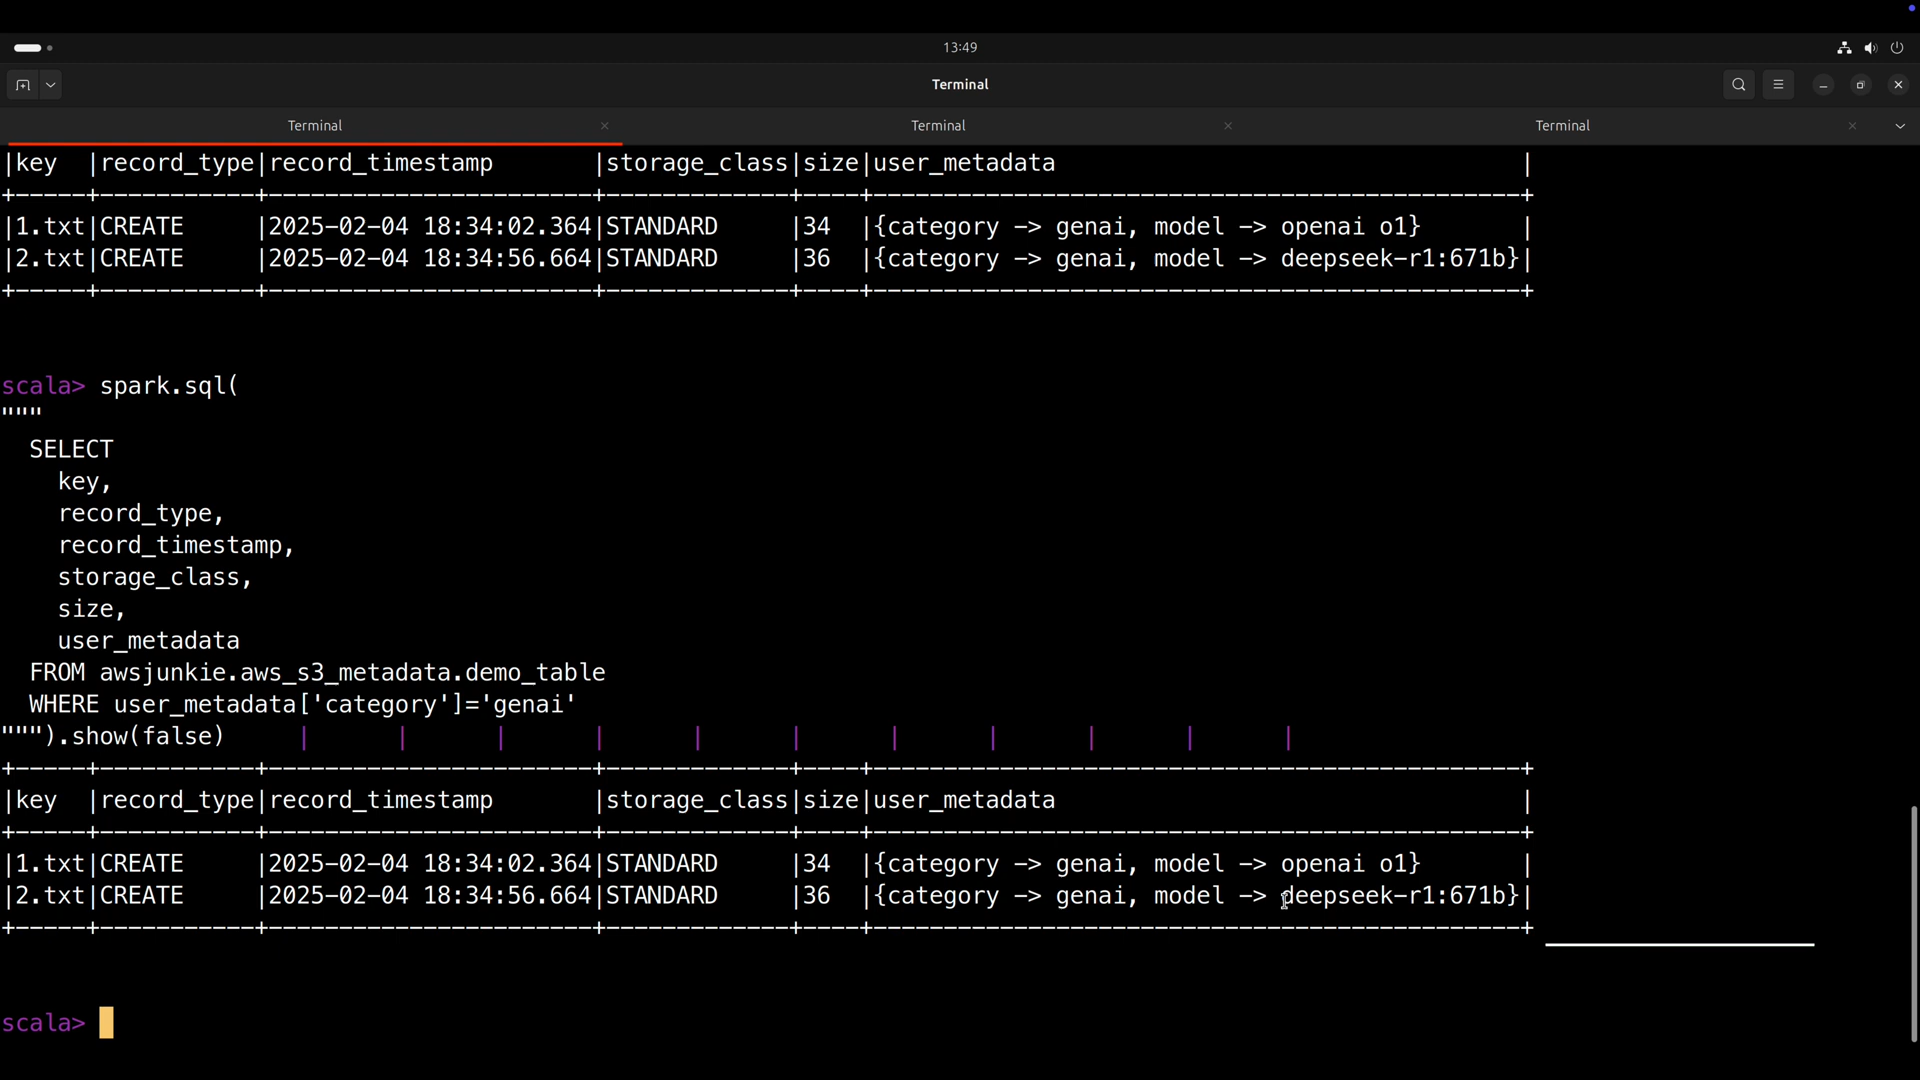 13:49
Terminal
Terminal Terminal Terminal
|key  |record_type|record_timestamp       |storage_class|size|user_metadata                                 |
+-----+-----------+-----------------------+-------------+----+----------------------------------------------+
|1.txt|CREATE     |2025-02-04 18:34:02.364|STANDARD     |34  |{category -> genai, model -> openai o1}       |
|2.txt|CREATE     |2025-02-04 18:34:56.664|STANDARD     |36  |{category -> genai, model -> deepseek-r1:671b}|
+-----+-----------+-----------------------+-------------+----+----------------------------------------------+
scala> spark.sql(
"""
  SELECT
    key,
    record_type,
    record_timestamp,
    storage_class,
    size,
    user_metadata
  FROM awsjunkie.aws_s3_metadata.demo_table
  WHERE user_metadata['category']='genai'
""").show(false)     |      |      |      |      |      |      |      |      |      |      |
+-----+-----------+-----------------------+-------------+----+----------------------------------------------+
|key  |record_type|record_timestamp       |storage_class|size|user_metadata                                 |
+-----+-----------+-----------------------+-------------+----+----------------------------------------------+
|1.txt|CREATE     |2025-02-04 18:34:02.364|STANDARD     |34  |{category -> genai, model -> openai o1}       |
|2.txt|CREATE     |2025-02-04 18:34:56.664|STANDARD     |36  |{category -> genai, model -> deepseek-r1:671b}|
+-----+-----------+-----------------------+-------------+----+----------------------------------------------+
scala>